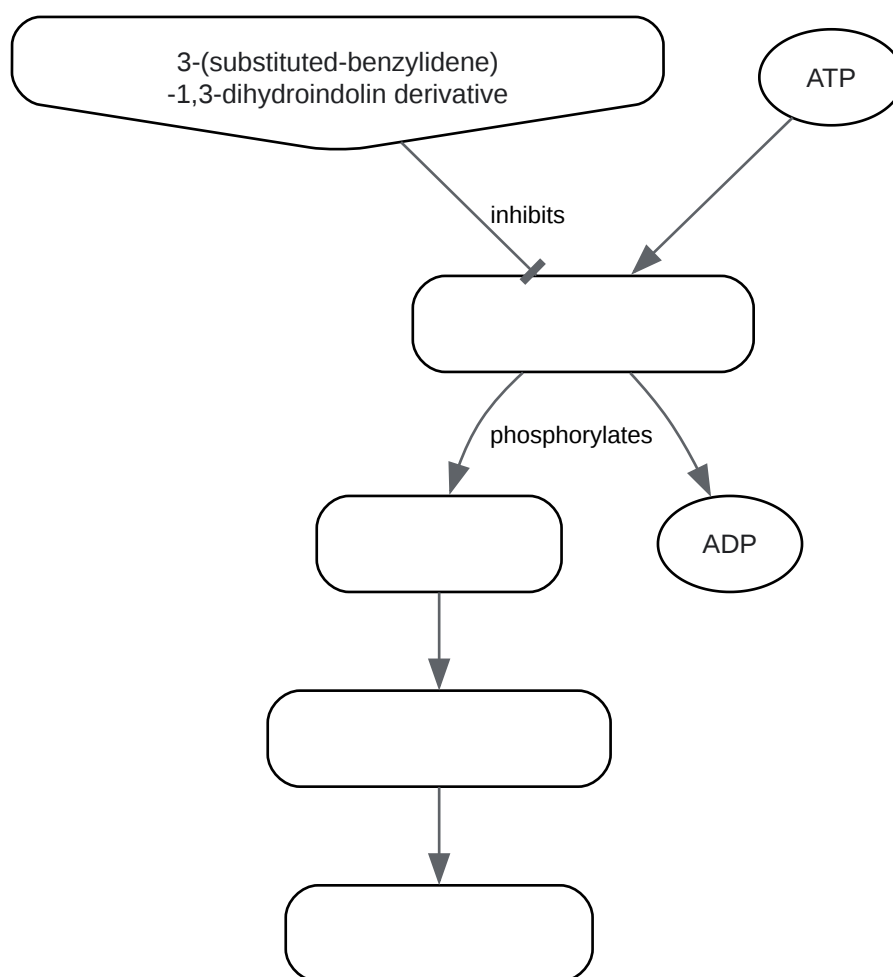 3-(substituted-benzylidene)
-1,3-dihydroindolin derivative
ATP
inhibits
phosphorylates
ADP